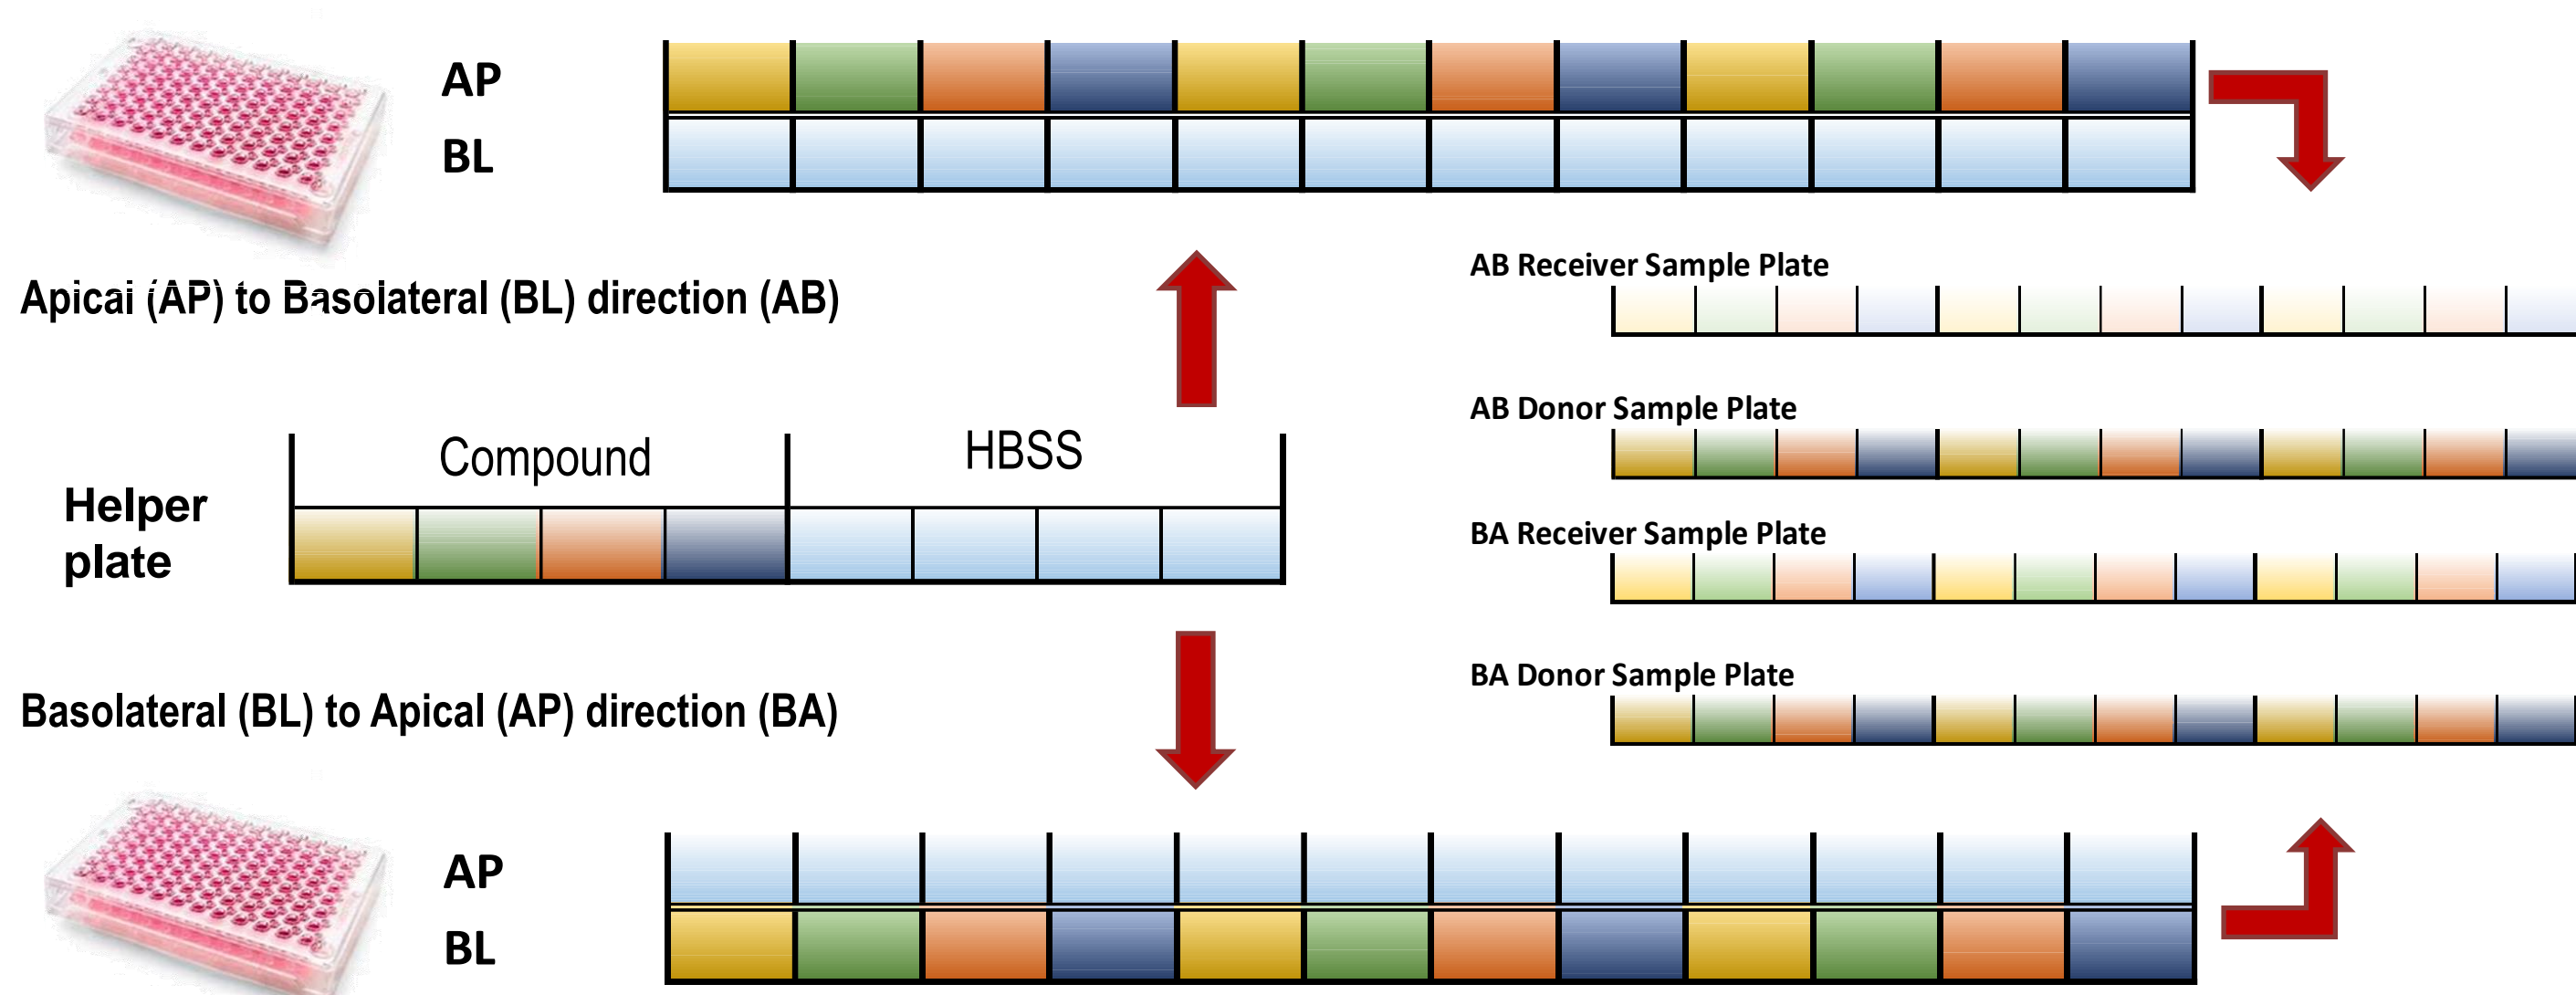 AP
BL
AB Receiver Sample Plate
Apicai (AP) to Basolateral (BL) direction (AB)
AB Donor Sample Plate
Compound
HBSS
Helper
plate
BA Receiver Sample Plate
BA Donor Sample Plate
Basolateral (BL) to Apical (AP) direction (BA)
AP
BL